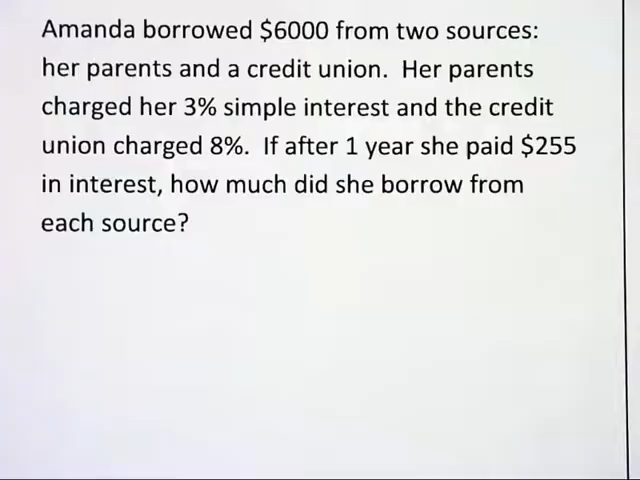 Amanda borrowed $6000 from two sources:
her parents and a credit union.  Her parents
charged her 3% simple interest and the credit
union charged 8%.  If after 1 year she paid $255
in interest, how much did she borrow from
each source?